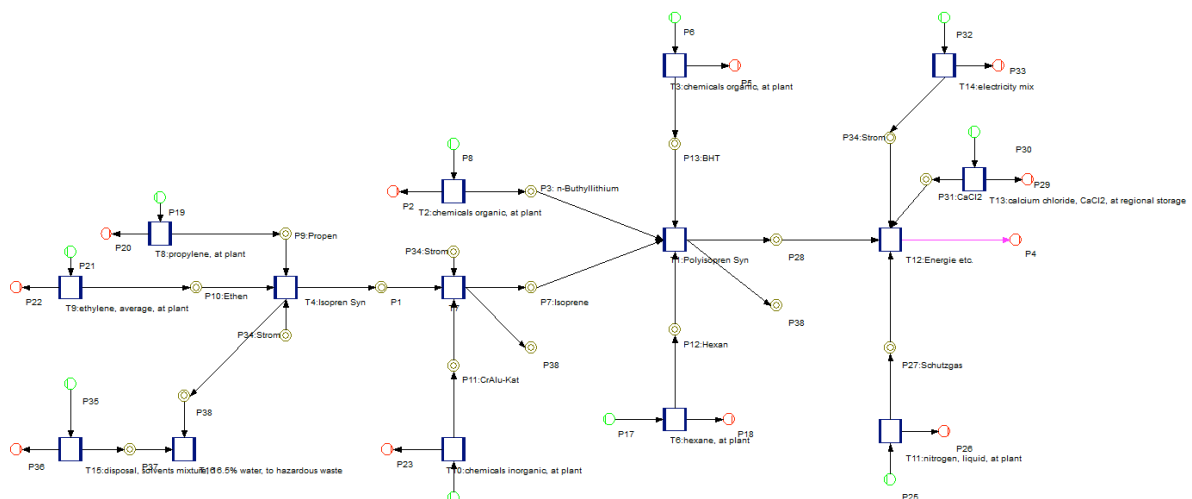 P6
P32
P33
P5
T3:chemicals organic, at plant
T14:electricity mix
P34:Strom
P8
P13:BHT
P30
P29
P3: n-Buthyllithium
P31:CaCl2
P2
T2:chemicals organic, at plant
T13:calcium chloride, CaCl2, at regional storage
P19
P20
P9:Propen
T8:propylene, at plant
P34:Strom
T1:Polyisopren Syn
P28
T12:Energie etc.
P4
P21
P22
P10:Ethen
T9:ethylene, average, at plant
T4:Isopren Syn
P1
T7
P7:Isoprene
P38
P34:Strom
P12:Hexan
P38
P27:Schutzgas
P11:CrAlu-Kat
P35
P38
P17
P18
T6:hexane, at plant
P26
T11:nitrogen, liquid, at plant
P36
P37
P23
T15:disposal, solvents mixture, 16.5% water, to hazardous waste
T10:chemicals inorganic, at plant
P25